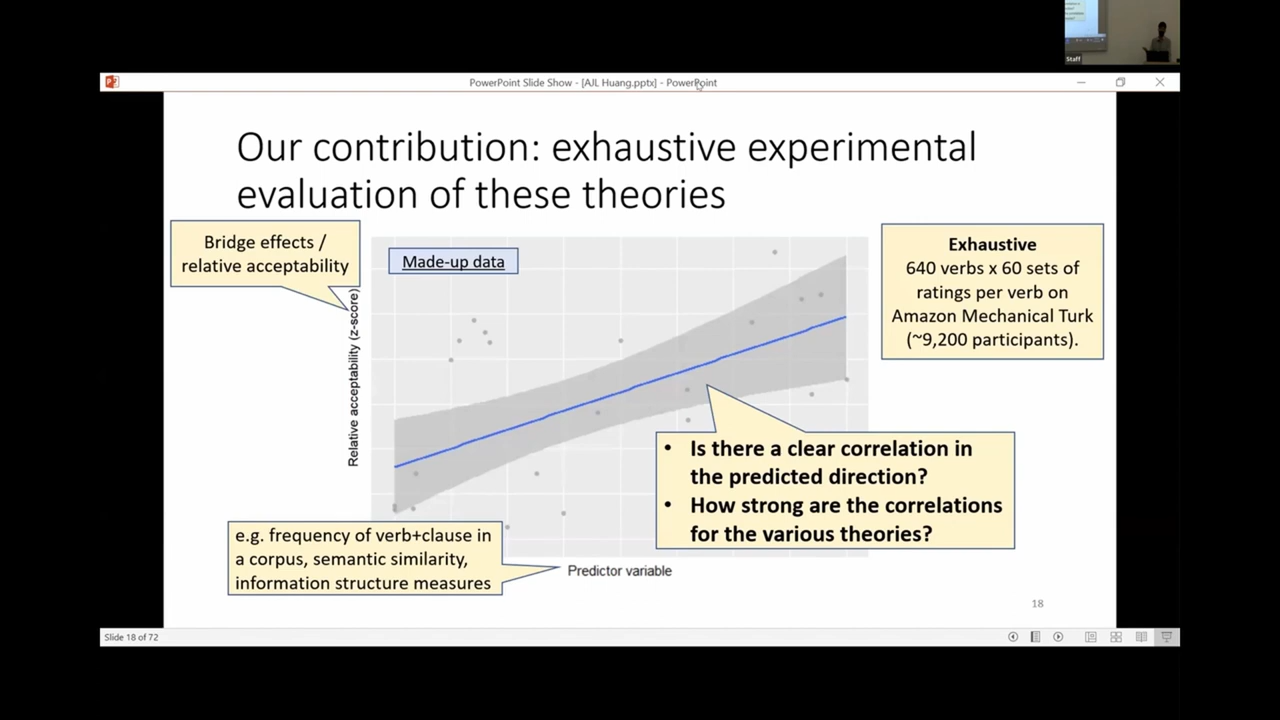 Staff
PowerPoint Slide Show - [AJL Huang.pptx] - PowerPoint
Our contribution: exhaustive experimental
evaluation of these theories
Bridge effects /
relative acceptability
Made-up data
Exhaustive
640 verbs x 60 sets of
ratings per verb on
Amazon Mechanical Turk
(~9,200 participants).
Relative acceptability (z-score)
• Is there a clear correlation in
the predicted direction?
• How strong are the correlations
for the various theories?
e.g. frequency of verb+clause in
a corpus, semantic similarity,
information structure measures
Predictor variable
18
Slide 18 of 72